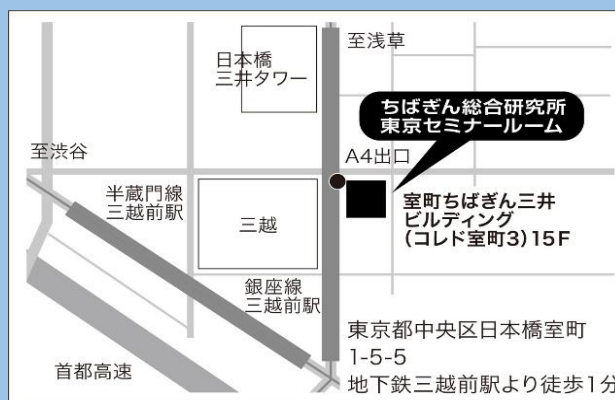 至浅草
日本橋
三井タワー
ちばぎん総合研究所
東京セミナールーム
A4出口
至渋谷
半蔵門線
三越前駅
三越
室町ちばぎん三井
ビルディング
(コレド室町3)15F
銀座線
三越前駅
東京都中央区日本橋室町
1-5-5
地下鉄三越前駅より徒歩1分
首都高速